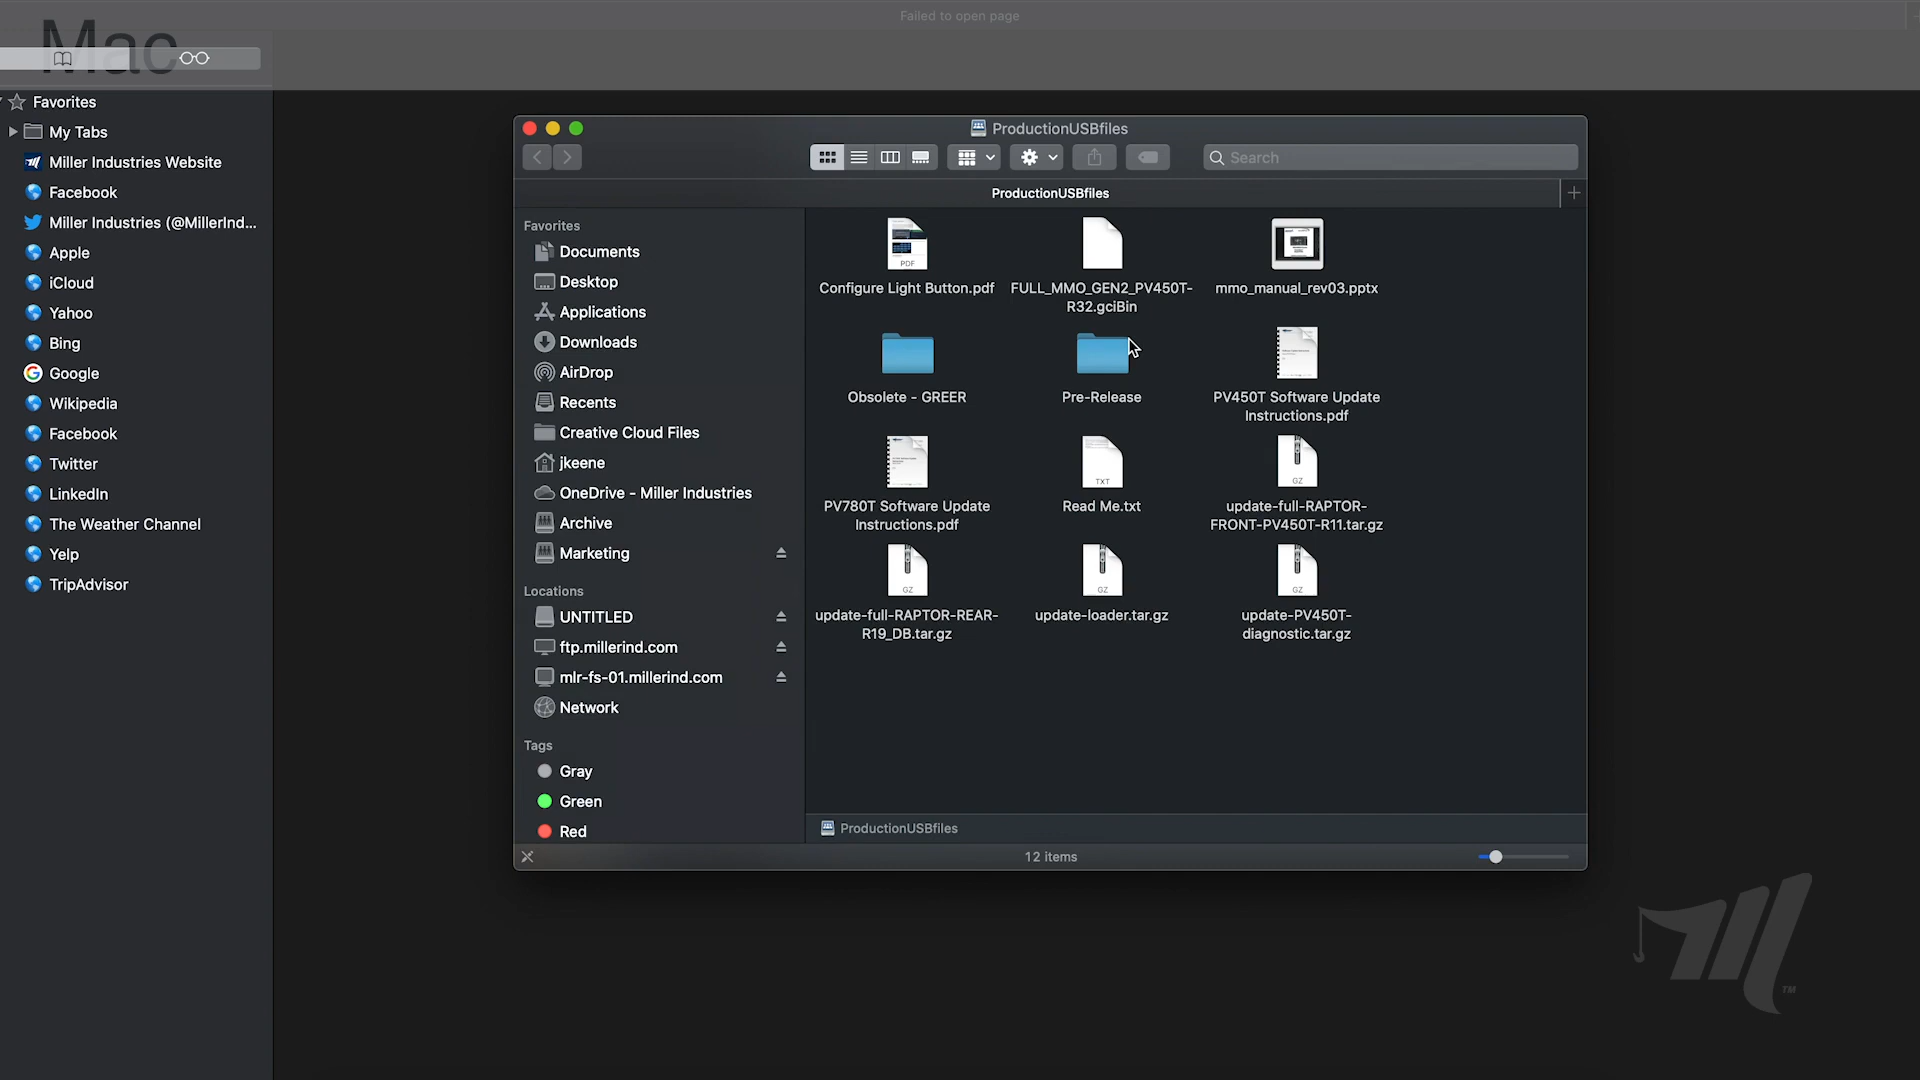 Failed to open page
Mac
Favorites
My Tabs
Miller Industries Website
Facebook
Miller Industries (@MillerInd...
Apple
iCloud
Yahoo
Bing
Google
Wikipedia
Facebook
Twitter
LinkedIn
The Weather Channel
Yelp
TripAdvisor
ProductionUSBfiles
Search
ProductionUSBfiles
Favorites
Documents
Desktop
Applications
Downloads
AirDrop
Recents
Creative Cloud Files
jkeene
OneDrive - Miller Industries
Archive
Marketing
Locations
UNTITLED
ftp.millerind.com
mlr-fs-01.millerind.com
Network
Tags
Gray
Green
Red
PDF
Configure Light Button.pdf
FULL_MMO_GEN2_PV450T-
R32.gciBin
mmo_manual_rev03.pptx
Obsolete - GREER
Pre-Release
PV450T Software Update
Instructions.pdf
PV780T Software Update
Instructions.pdf
TXT
Read Me.txt
GZ
update-full-RAPTOR-
FRONT-PV450T-R11.tar.gz
GZ
update-full-RAPTOR-REAR-
R19_DB.tar.gz
GZ
update-loader.tar.gz
GZ
update-PV450T-
diagnostic.tar.gz
ProductionUSBfiles
12 items
TM